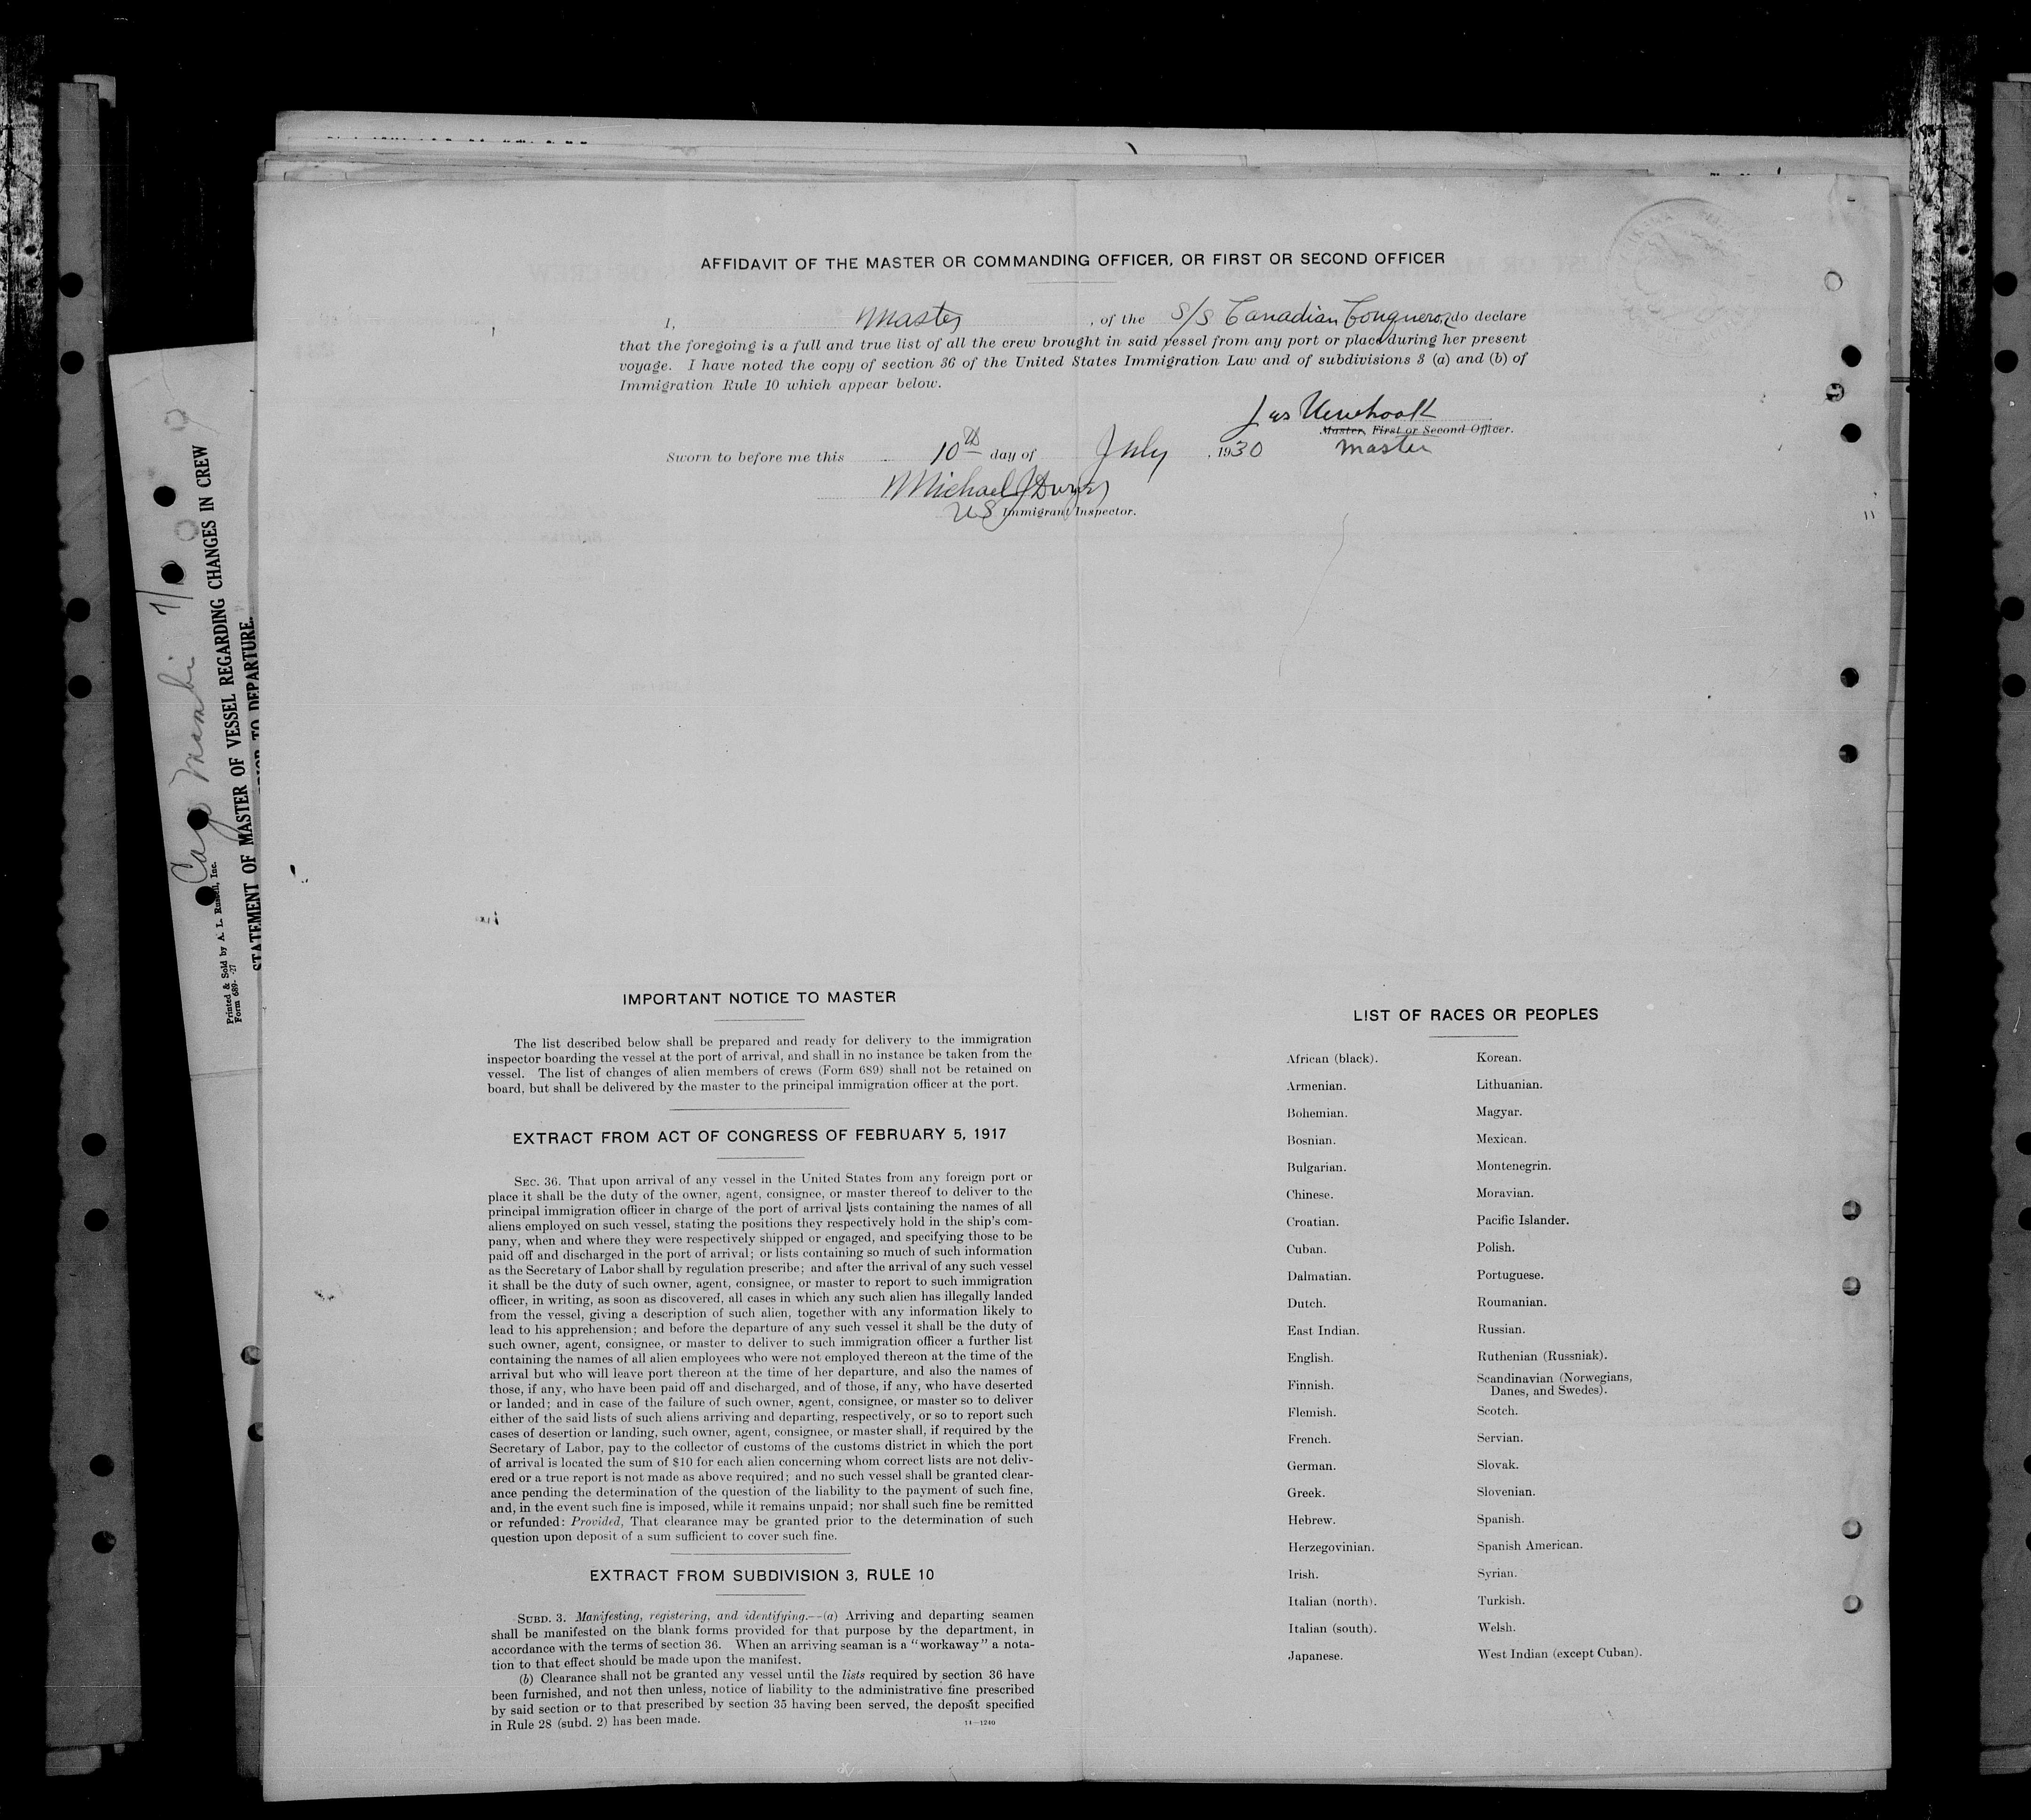 AFFIDAVIT OF THE MASTER OR COMMANDING OFFICER, OR FIRST OR SECOND OFFICER
I, Master , of the S/S Canadian Conqueror, do declare
that the foregoing is a full and true list of all the crew brought in said vessel from any port or place during her present
voyage. I have noted the copy of section 36 of the United States Immigration Law and of subdivisions 3 (a) and (b) of
Immigration Rule 10 which appear below.
Jas
Master, First or Second Officer.
Master
Sworn to before me this 10th day of July , 1930
Michael J
US Immigrant Inspector.
Cayo Mambi 7/10
Printed & Sold by A. L. Russell, Inc.
Form 689--27
STATEMENT OF MASTER OF VESSEL REGARDING CHANGES IN CREW
PRIOR TO DEPARTURE.
IMPORTANT NOTICE TO MASTER
The list described below shall be prepared and ready for delivery to the immigration
inspector boarding the vessel at the port of arrival, and shall in no instance be taken from the
vessel. The list of changes of alien members of crews (Form 689) shall not be retained on
board, but shall be delivered by the master to the principal immigration officer at the port.
EXTRACT FROM ACT OF CONGRESS OF FEBRUARY 5, 1917
SEC. 36. That upon arrival of any vessel in the United States from any foreign port or
place it shall be the duty of the owner, agent, consignee, or master thereof to deliver to the
principal immigration officer in charge of the port of arrival lists containing the names of all
aliens employed on such vessel, stating the positions they respectively hold in the ship's com-
pany, when and where they were respectively shipped or engaged, and specifying those to be
paid off and discharged in the port of arrival; or lists containing so much of such information
as the Secretary of Labor shall by regulation prescribe; and after the arrival of any such vessel
it shall be the duty of such owner, agent, consignee, or master to report to such immigration
officer, in writing, as soon as discovered, all cases in which any such alien has illegally landed
from the vessel, giving a description of such alien, together with any information likely to
lead to his apprehension; and before the departure of any such vessel it shall be the duty of
such owner, agent, consignee, or master to deliver to such immigration officer a further list
containing the names of all alien employees who were not employed thereon at the time of the
arrival but who will leave port thereon at the time of her departure, and also the names of
those, if any, who have been paid off and discharged, and of those, if any, who have deserted
or landed; and in case of the failure of such owner, agent, consignee, or master so to deliver
either of the said lists of such aliens arriving and departing, respectively, or so to report such
cases of desertion or landing, such owner, agent, consignee, or master shall, if required by the
Secretary of Labor, pay to the collector of customs of the customs district in which the port
of arrival is located the sum of $10 for each alien concerning whom correct lists are not deliv-
ered or a true report is not made as above required; and no such vessel shall be granted clear-
ance pending the determination of the question of the liability to the payment of such fine,
and, in the event such fine is imposed, while it remains unpaid; nor shall such fine be remitted
or refunded: Provided, That clearance may be granted prior to the determination of such
question upon deposit of a sum sufficient to cover such fine.
EXTRACT FROM SUBDIVISION 3, RULE 10
SUBD. 3. Manifesting, registering, and identifying.--(a) Arriving and departing seamen
shall be manifested on the blank forms provided for that purpose by the department, in
accordance with the terms of section 36. When an arriving seaman is a "workaway" a nota-
tion to that effect should be made upon the manifest.
(b) Clearance shall not be granted any vessel until the lists required by section 36 have
been furnished, and not then unless, notice of liability to the administrative fine prescribed
by said section or to that prescribed by section 35 having been served, the deposit specified
in Rule 28 (subd. 2) has been made.
14—1240
LIST OF RACES OR PEOPLES
African (black).
Armenian.
Bohemian.
Bosnian.
Bulgarian.
Chinese.
Croatian.
Cuban.
Dalmatian.
Dutch.
East Indian.
English.
Finnish.
Flemish.
French.
German.
Greek.
Hebrew.
Herzegovinian.
Irish.
Italian (north).
Italian (south).
Japanese.
Korean.
Lithuanian.
Magyar.
Mexican.
Montenegrin.
Moravian.
Pacific Islander.
Polish.
Portuguese.
Roumanian.
Russian.
Ruthenian (Russniak).
Scandinavian (Norwegians,
Danes, and Swedes).
Scotch.
Servian.
Slovak.
Slovenian.
Spanish.
Spanish American.
Syrian.
Turkish.
Welsh.
West Indian (except Cuban).